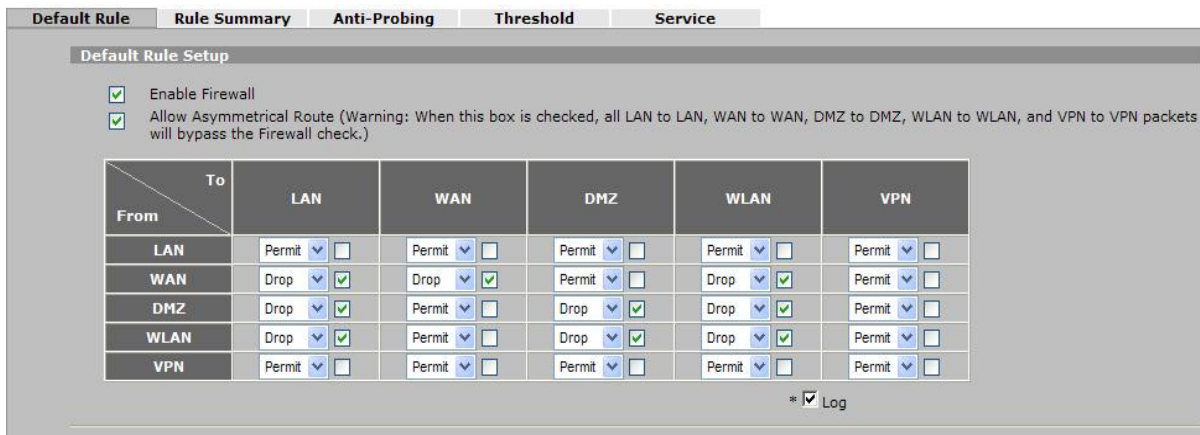 Default Rule Rule Summary Anti-Probing Threshold Service
Default Rule Setup
Enable Firewall
Allow Asymmetrical Route (Warning: When this box is checked, all LAN to LAN, WAN to WAN, DMZ to DMZ, WLAN to WLAN, and VPN to VPN packets
will bypass the Firewall check.)
To
From
LAN WAN DMZ WLAN VPN
LAN Permit Permit Permit Permit Permit
WAN Drop Drop Permit Drop Permit
DMZ Drop Permit Drop Drop Permit
WLAN Drop Permit Drop Drop Permit
VPN Permit Permit Permit Permit Permit
* Log